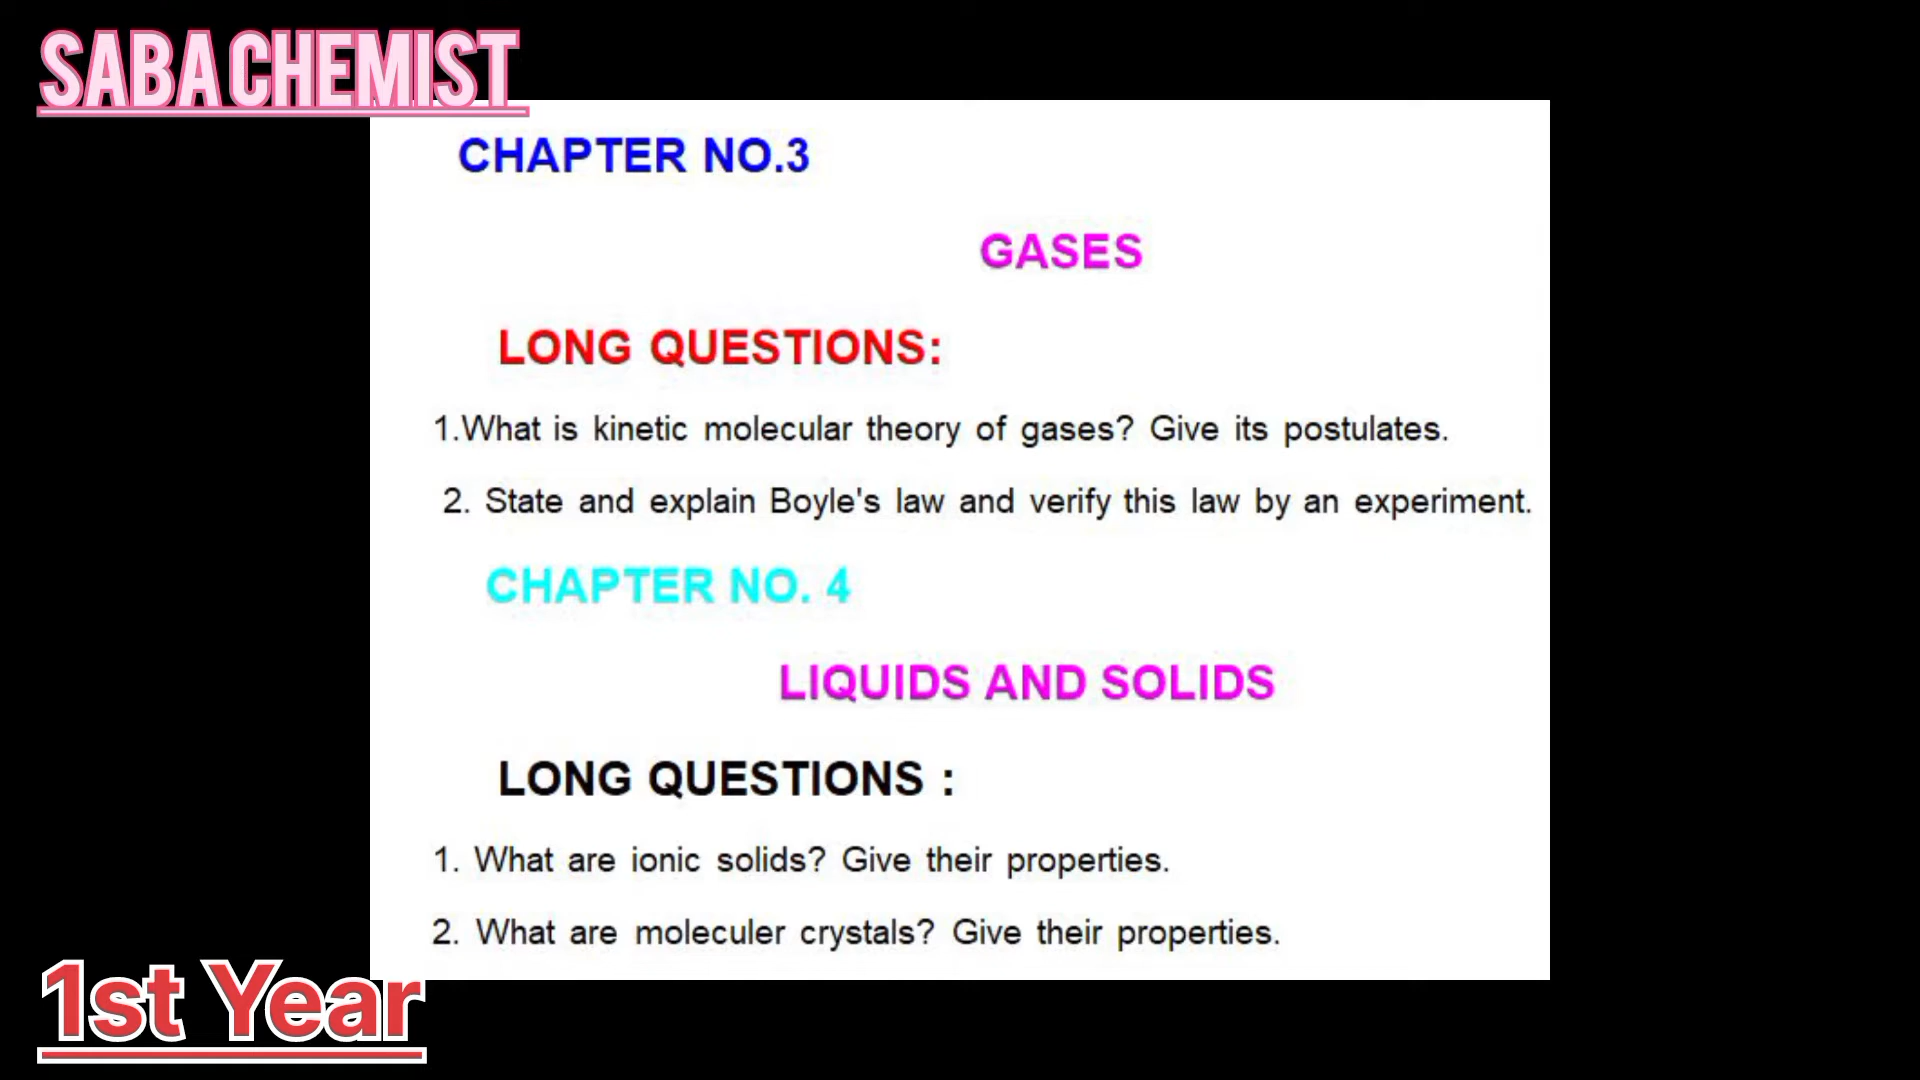 SABA CHEMIST
CHAPTER NO.3
GASES
LONG QUESTIONS:
1.What is kinetic molecular theory of gases? Give its postulates.
2. State and explain Boyle's law and verify this law by an experiment.
CHAPTER NO. 4
LIQUIDS AND SOLIDS
LONG QUESTIONS :
1. What are ionic solids? Give their properties.
2. What are moleculer crystals? Give their properties.
1st Year